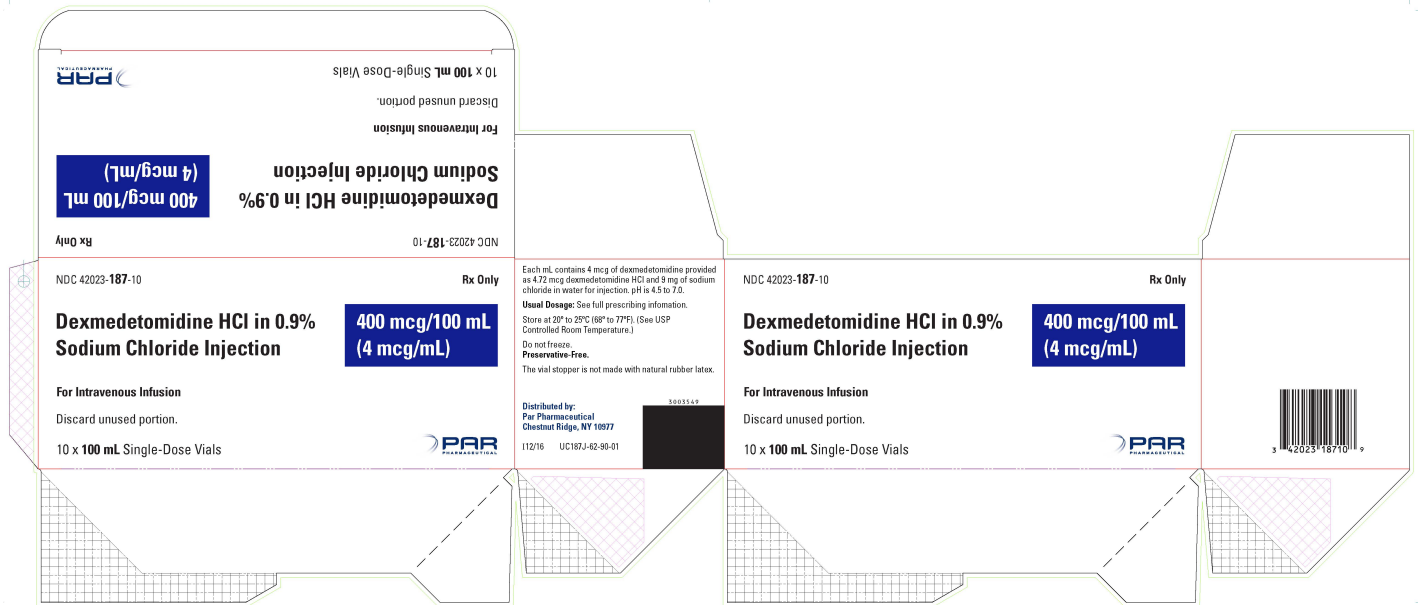 10 x 100 mL Single-Dose Vials
PAR
PHARMACEUTICAL
Discard unused portion.
For Intravenous Infusion
Dexmedetomidine HCl in 0.9%
Sodium Chloride Injection
400 mcg/100 mL
(4 mcg/mL)
NDC 42023-187-10
Rx Only
NDC 42023-187-10
Rx Only
Dexmedetomidine HCl in 0.9%
Sodium Chloride Injection
400 mcg/100 mL
(4 mcg/mL)
For Intravenous Infusion
Discard unused portion.
10 x 100 mL Single-Dose Vials
PAR
PHARMACEUTICAL
Each mL contains 4 mcg of dexmedetomidine provided
as 4.72 mcg dexmedetomidine HCl and 9 mg of sodium
chloride in water for injection. pH is 4.5 to 7.0.
Usual Dosage: See full prescribing infomation.
Store at 20° to 25°C (68° to 77°F). (See USP
Controlled Room Temperature.)
Do not freeze.
Preservative-Free.
The vial stopper is not made with natural rubber latex.
3003549
Distributed by:
Par Pharmaceutical
Chestnut Ridge, NY 10977
I12/16 UC187J-62-90-01
NDC 42023-187-10
Rx Only
Dexmedetomidine HCl in 0.9%
Sodium Chloride Injection
400 mcg/100 mL
(4 mcg/mL)
For Intravenous Infusion
Discard unused portion.
10 x 100 mL Single-Dose Vials
PAR
PHARMACEUTICAL
3 42023 18710 9